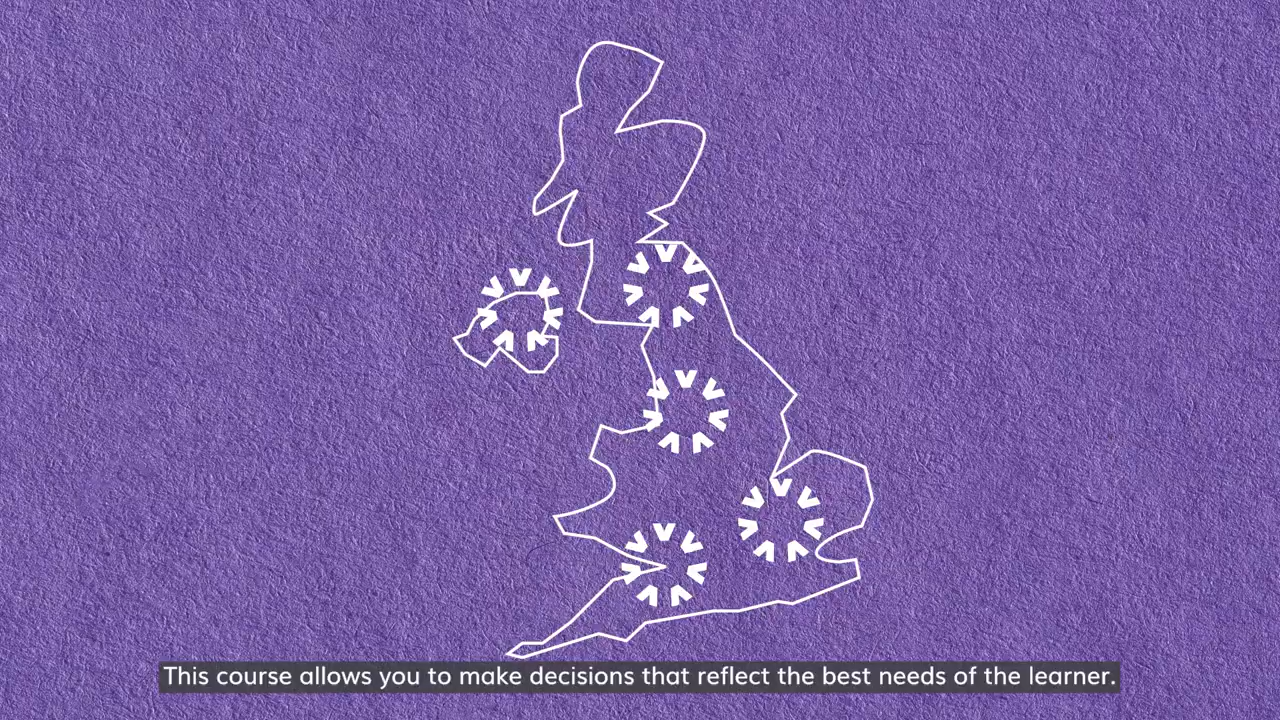 This course allows you to make decisions that reflect the best needs of the learner.